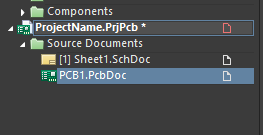 Components
ProjectName.PrjPcb *
Source Documents
[1] Sheet1.SchDoc
PCB1.PcbDoc